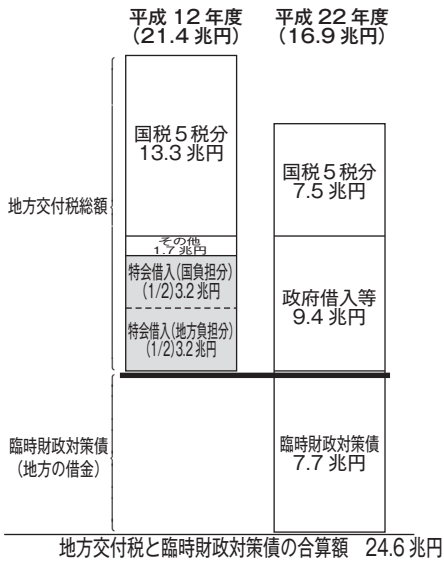 平成 12 年度
(21.4 兆円)
平成 22 年度
(16.9 兆円)
国税５税分
13.3 兆円
国税５税分
7.5 兆円
地方交付税総額
その他
1.7 兆円
特会借入(国負担分)
(1/2)3.2 兆円
特会借入(地方負担分)
(1/2)3.2 兆円
政府借入等
9.4 兆円
臨時財政対策債
(地方の借金)
臨時財政対策債
7.7 兆円
地方交付税と臨時財政対策債の合算額 24.6 兆円